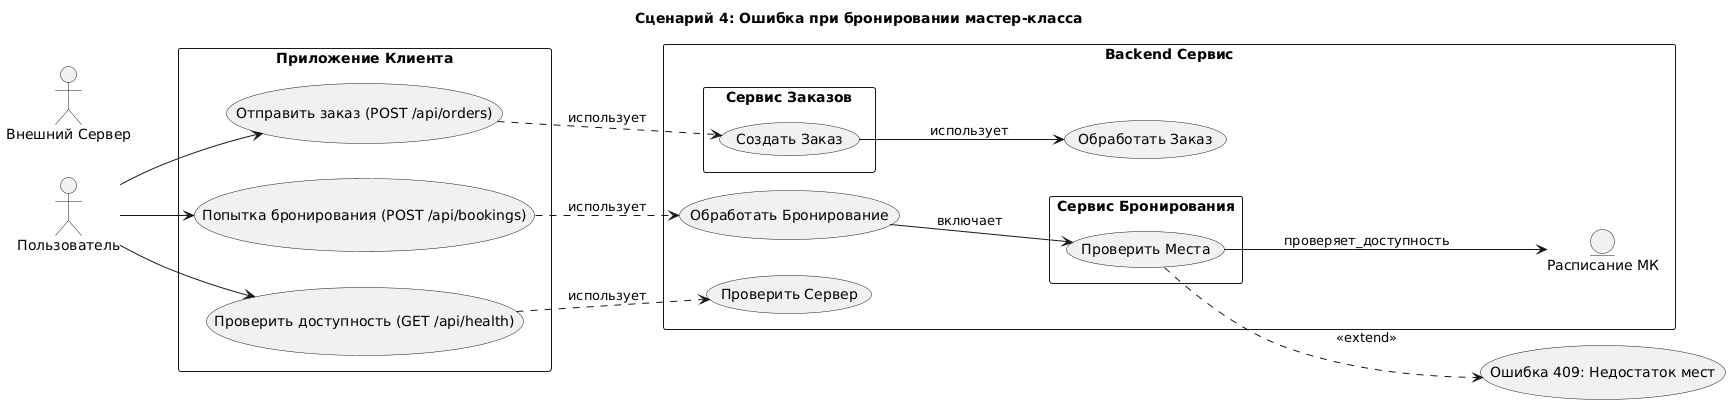 Сценарий 4: Ошибка при бронировании мастер-класса
Приложение Клиента
Backend Сервис
Внешний Сервер
Пользователь
Отправить заказ (POST /api/orders)
использует
Сервис Заказов
Создать Заказ
использует
Обработать Заказ
Попытка бронирования (POST /api/bookings)
использует
Обработать Бронирование
включает
Сервис Бронирования
Проверить Места
проверяет_доступность
Расписание МК
Проверить доступность (GET /api/health)
использует
Проверить Сервер
«extend»
Ошибка 409: Недостаток мест